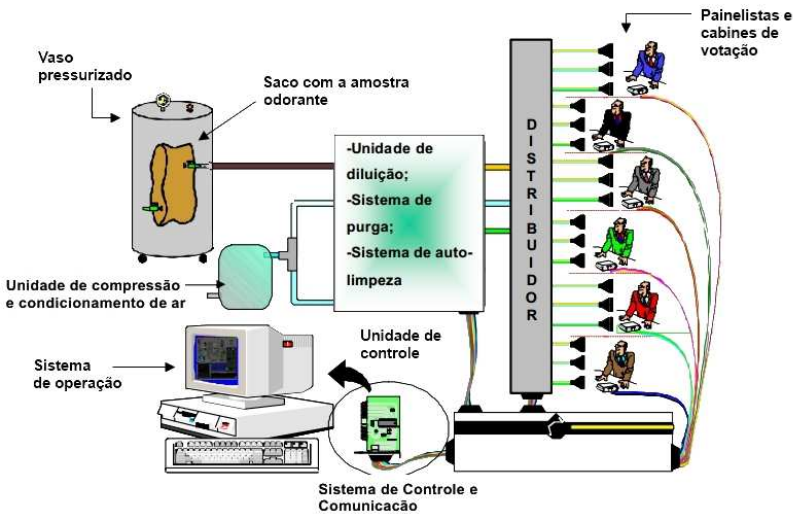 Painelistas e
cabines de
votação
Vaso
pressurizado
Saco com a amostra
odorante
-Unidade de
diluição;
-Sistema de
purga;
-Sistema de auto-
limpeza
DISTRIBUIDOR
Unidade de compressão
e condicionamento de ar
Unidade de
controle
Sistema
de operação
Sistema de Controle e
Comunicação